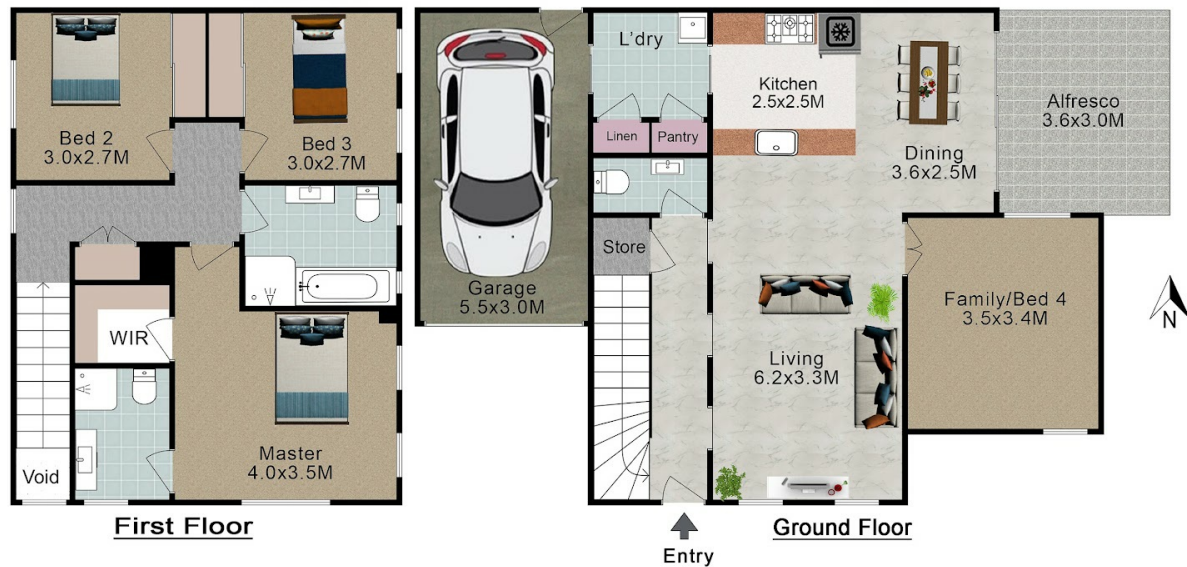 Bed 2
3.0x2.7M
Bed 3
3.0x2.7M
WIR
Master
4.0x3.5M
Void
First Floor
L'dry
Kitchen
2.5x2.5M
Linen
Pantry
Dining
3.6x2.5M
Alfresco
3.6x3.0M
Store
Garage
5.5x3.0M
Living
6.2x3.3M
Family/Bed 4
3.5x3.4M
N
Ground Floor
Entry